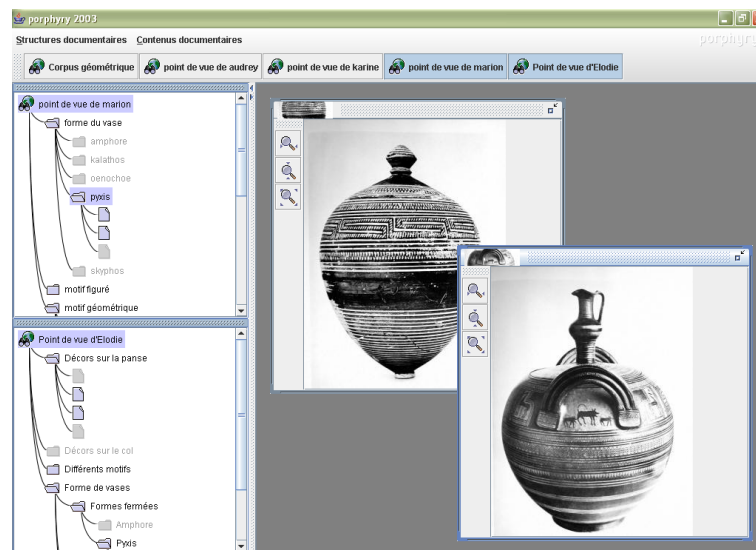 porphyry 2003
Structures documentaires Contenus documentaires
porphyry
Corpus géométrique point de vue de audrey point de vue de karine point de vue de marion Point de vue d'Elodie
point de vue de marion
forme du vase
amphore
kalathos
oenochoe
pyxis
skyphos
motif figuré
motif géométrique
Point de vue d'Elodie
Décors sur la panse
Décors sur le col
Différents motifs
Forme de vases
Formes fermées
Amphore
Pyxis